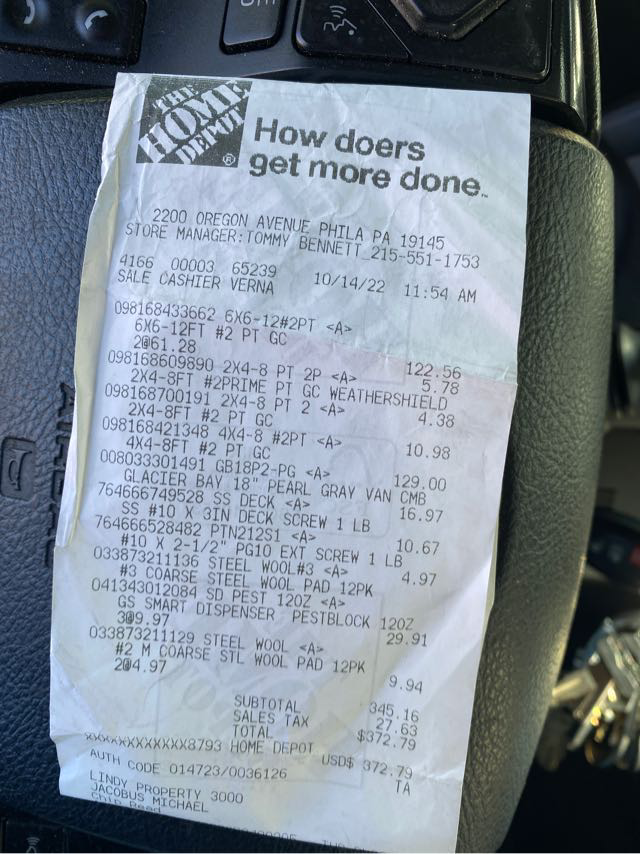 THE
HOME
DEPOT
®
How doers
get more done.™
2200 OREGON AVENUE PHILA PA 19145
STORE MANAGER:TOMMY BENNETT 215-551-1753
4166 00003 65239 10/14/22 11:54 AM
SALE CASHIER VERNA
098168433662 6X6-12#2PT <A>
6X6-12FT #2 PT GC
2@61.28 122.56
098168609890 2X4-8 PT 2P <A> 5.78
2X4-8FT #2PRIME PT GC WEATHERSHIELD
098168700191 2X4-8 PT 2 <A> 4.38
2X4-8FT #2 PT GC
098168421348 4X4-8 #2PT <A> 10.98
4X4-8FT #2 PT GC
008033301491 GB18P2-PG <A> 129.00
GLACIER BAY 18" PEARL GRAY VAN CMB
764666749528 SS DECK <A> 16.97
SS #10 X 3IN DECK SCREW 1 LB
764666528482 PTN212S1 <A> 10.67
#10 X 2-1/2" PG10 EXT SCREW 1 LB
033873211136 STEEL WOOL#3 <A> 4.97
#3 COARSE STEEL WOOL PAD 12PK
041343012084 SD PEST 12OZ <A>
GS SMART DISPENSER PESTBLOCK 12OZ
3@9.97 29.91
033873211129 STEEL WOOL <A>
#2 M COARSE STL WOOL PAD 12PK
2@4.97 9.94
SUBTOTAL 345.16
SALES TAX 27.63
TOTAL $372.79
XXXXXXXXXXXX8793 HOME DEPOT
USD$ 372.79
AUTH CODE 014723/0036126 TA
LINDY PROPERTY 3000
JACOBUS MICHAEL
Chip Read